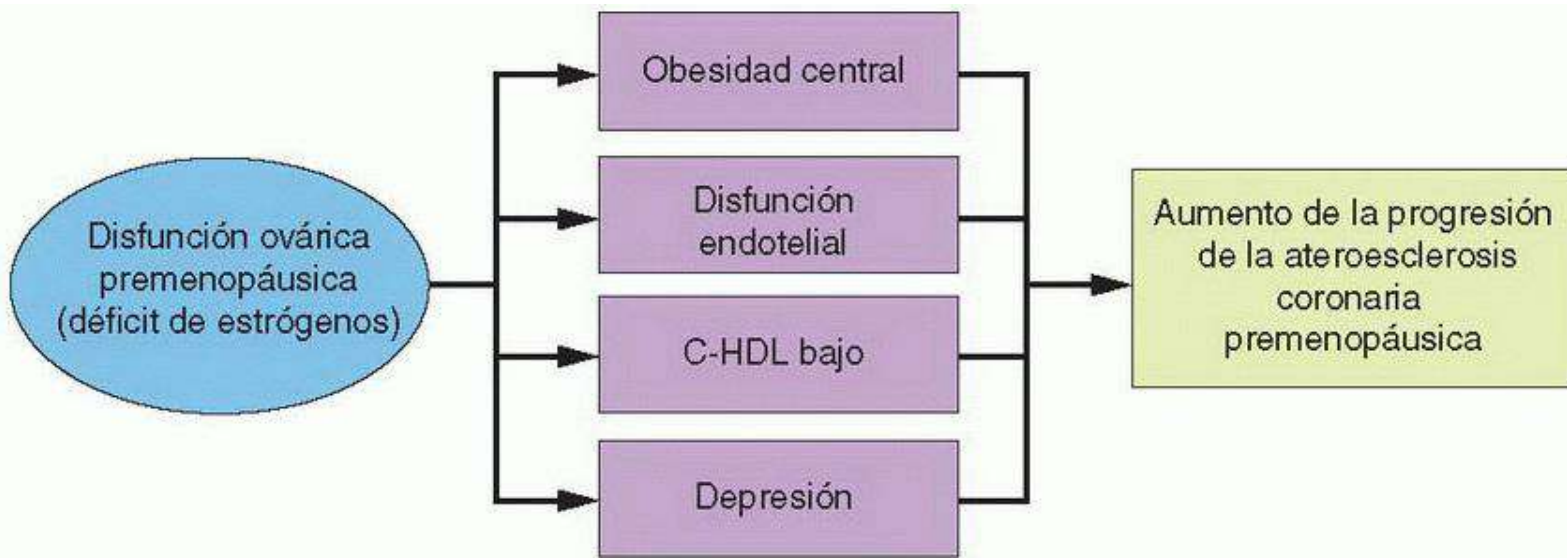 Disfunción ovárica
premenopáusica
(déficit de estrógenos)
Obesidad central
Disfunción
endotelial
C-HDL bajo
Depresión
Aumento de la progresión
de la ateroesclerosis
coronaria
premenopáusica